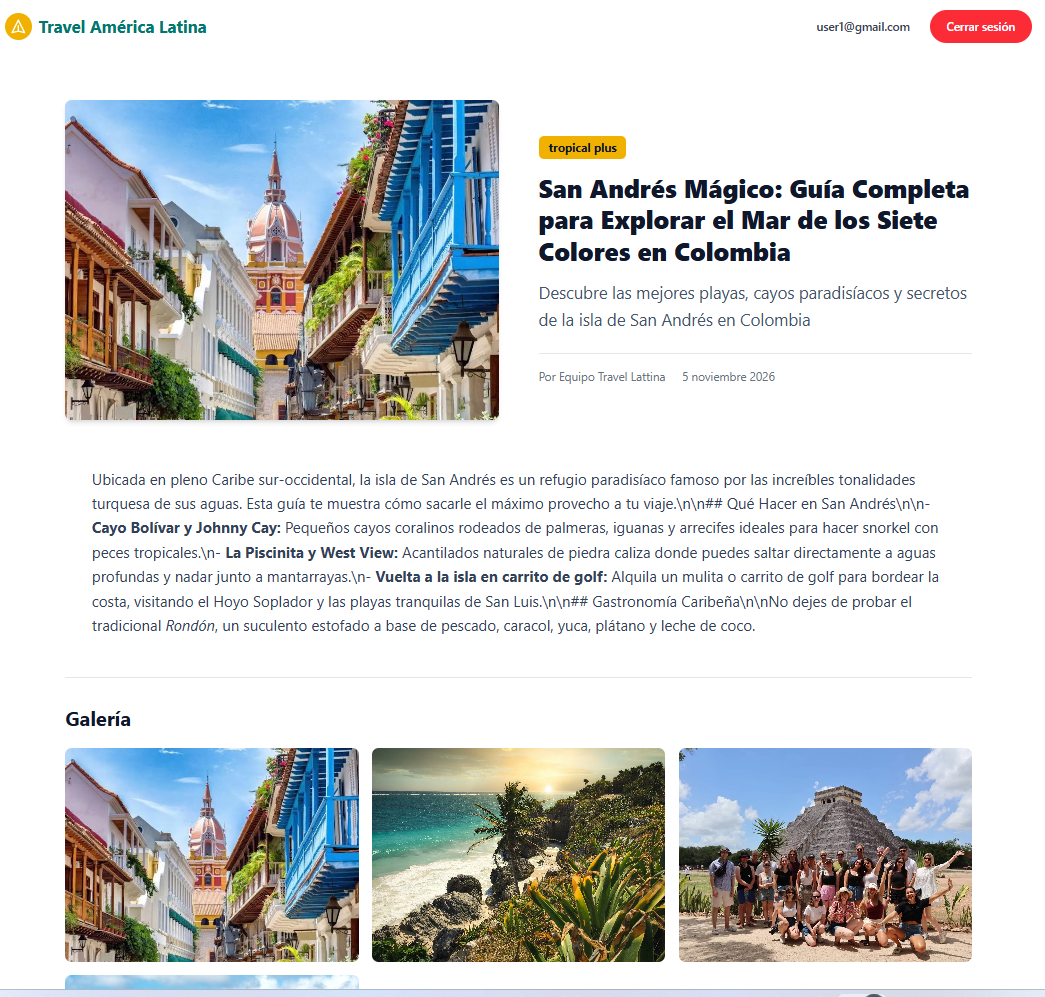 Travel América Latina
user1@gmail.com
Cerrar sesión
tropical plus
San Andrés Mágico: Guía Completa
para Explorar el Mar de los Siete
Colores en Colombia
Descubre las mejores playas, cayos paradisíacos y secretos
de la isla de San Andrés en Colombia
Por Equipo Travel Lattina
5 noviembre 2026
Ubicada en pleno Caribe sur-occidental, la isla de San Andrés es un refugio paradisíaco famoso por las increíbles tonalidades
turquesa de sus aguas. Esta guía te muestra cómo sacarle el máximo provecho a tu viaje.\n\n## Qué Hacer en San Andrés\n\n-
Cayo Bolívar y Johnny Cay: Pequeños cayos coralinos rodeados de palmeras, iguanas y arrecifes ideales para hacer snorkel con
peces tropicales.\n- La Piscinita y West View: Acantilados naturales de piedra caliza donde puedes saltar directamente a aguas
profundas y nadar junto a mantarrayas.\n- Vuelta a la isla en carrito de golf: Alquila un mulita o carrito de golf para bordear la
costa, visitando el Hoyo Soplador y las playas tranquilas de San Luis.\n\n## Gastronomía Caribeña\n\nNo dejes de probar el
tradicional Rondón, un suculento estofado a base de pescado, caracol, yuca, plátano y leche de coco.
Galería